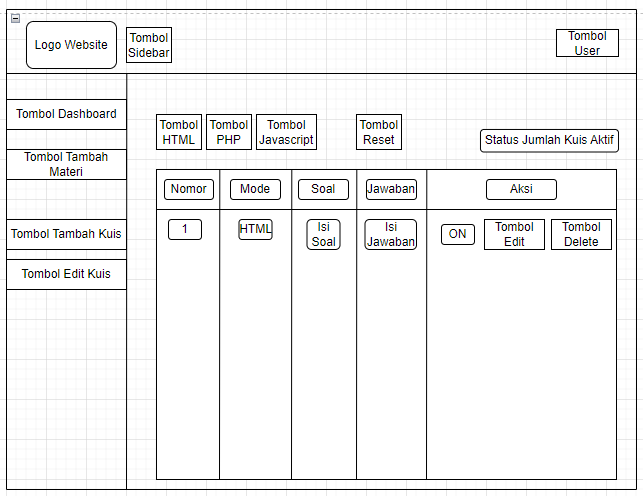 Logo Website
Tombol
Sidebar
Tombol
User
Tombol Dashboard
Tombol Tambah
Materi
Tombol Tambah Kuis
Tombol Edit Kuis
Tombol
HTML
Tombol
PHP
Tombol
Javascript
Tombol
Reset
Status Jumlah Kuis Aktif
Nomor
Mode
Soal
Jawaban
Aksi
1
HTML
Isi
Soal
Isi
Jawaban
ON
Tombol
Edit
Tombol
Delete